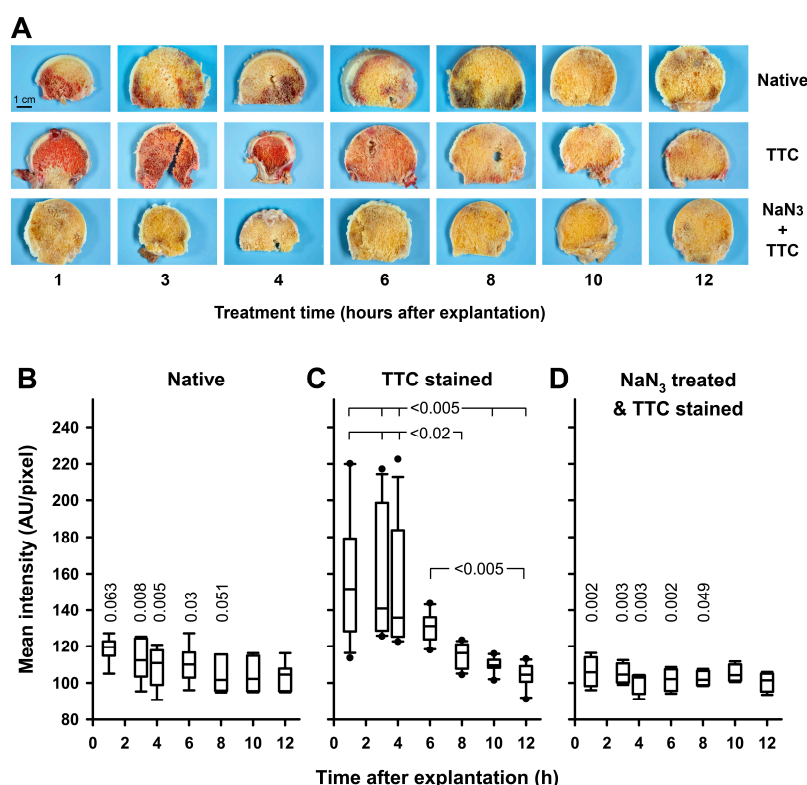 A
1 cm
Native
TTC
NaN3
+
TTC
1 3 4 6 8 10 12
Treatment time (hours after explantation)
B Native
C TTC stained
D NaN₃ treated
& TTC stained
Mean intensity (AU/pixel)
240
220
200
180
160
140
120
100
80
0.063 0.008 0.005 0.03 0.051
<0.005
<0.02
<0.005
0.002 0.003 0.003 0.002 0.049
0 2 4 6 8 10 12
0 2 4 6 8 10 12
0 2 4 6 8 10 12
Time after explantation (h)